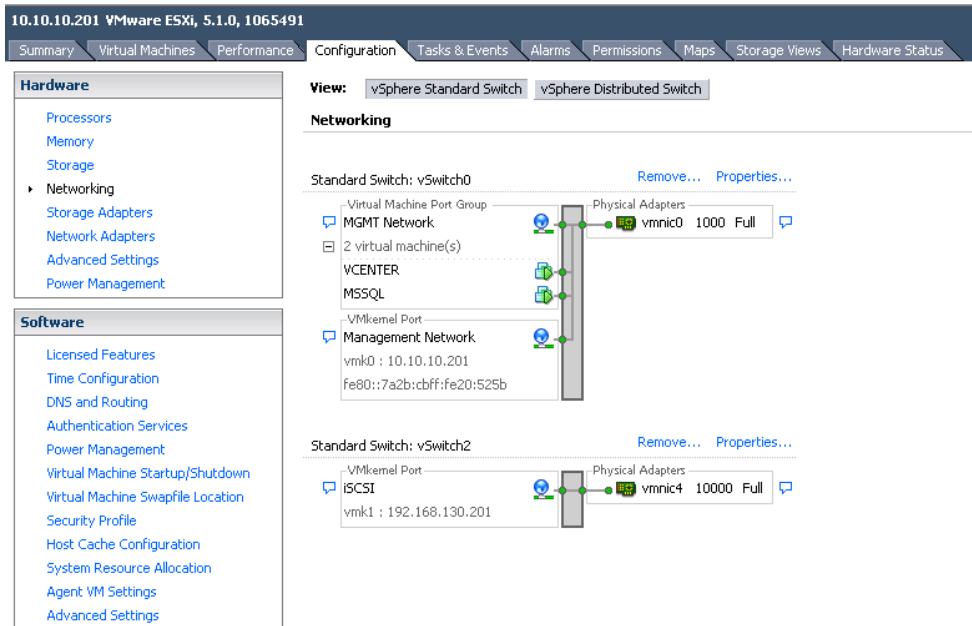 10.10.10.201 VMware ESXi, 5.1.0, 1065491
Summary Virtual Machines Performance Configuration Tasks & Events Alarms Permissions Maps Storage Views Hardware Status
Hardware
Processors
Memory
Storage
Networking
Storage Adapters
Network Adapters
Advanced Settings
Power Management
Software
Licensed Features
Time Configuration
DNS and Routing
Authentication Services
Power Management
Virtual Machine Startup/Shutdown
Virtual Machine Swapfile Location
Security Profile
Host Cache Configuration
System Resource Allocation
Agent VM Settings
Advanced Settings
View: vSphere Standard Switch vSphere Distributed Switch
Networking
Standard Switch: vSwitch0 Remove... Properties...
Virtual Machine Port Group Physical Adapters
MGMT Network vmnic0 1000 Full
2 virtual machine(s)
VCENTER
MSSQL
VMkernel Port
Management Network
vmk0 : 10.10.10.201
fe80::7a2b:cbff:fe20:525b
Standard Switch: vSwitch2 Remove... Properties...
VMkernel Port Physical Adapters
iSCSI vmnic4 10000 Full
vmk1 : 192.168.130.201